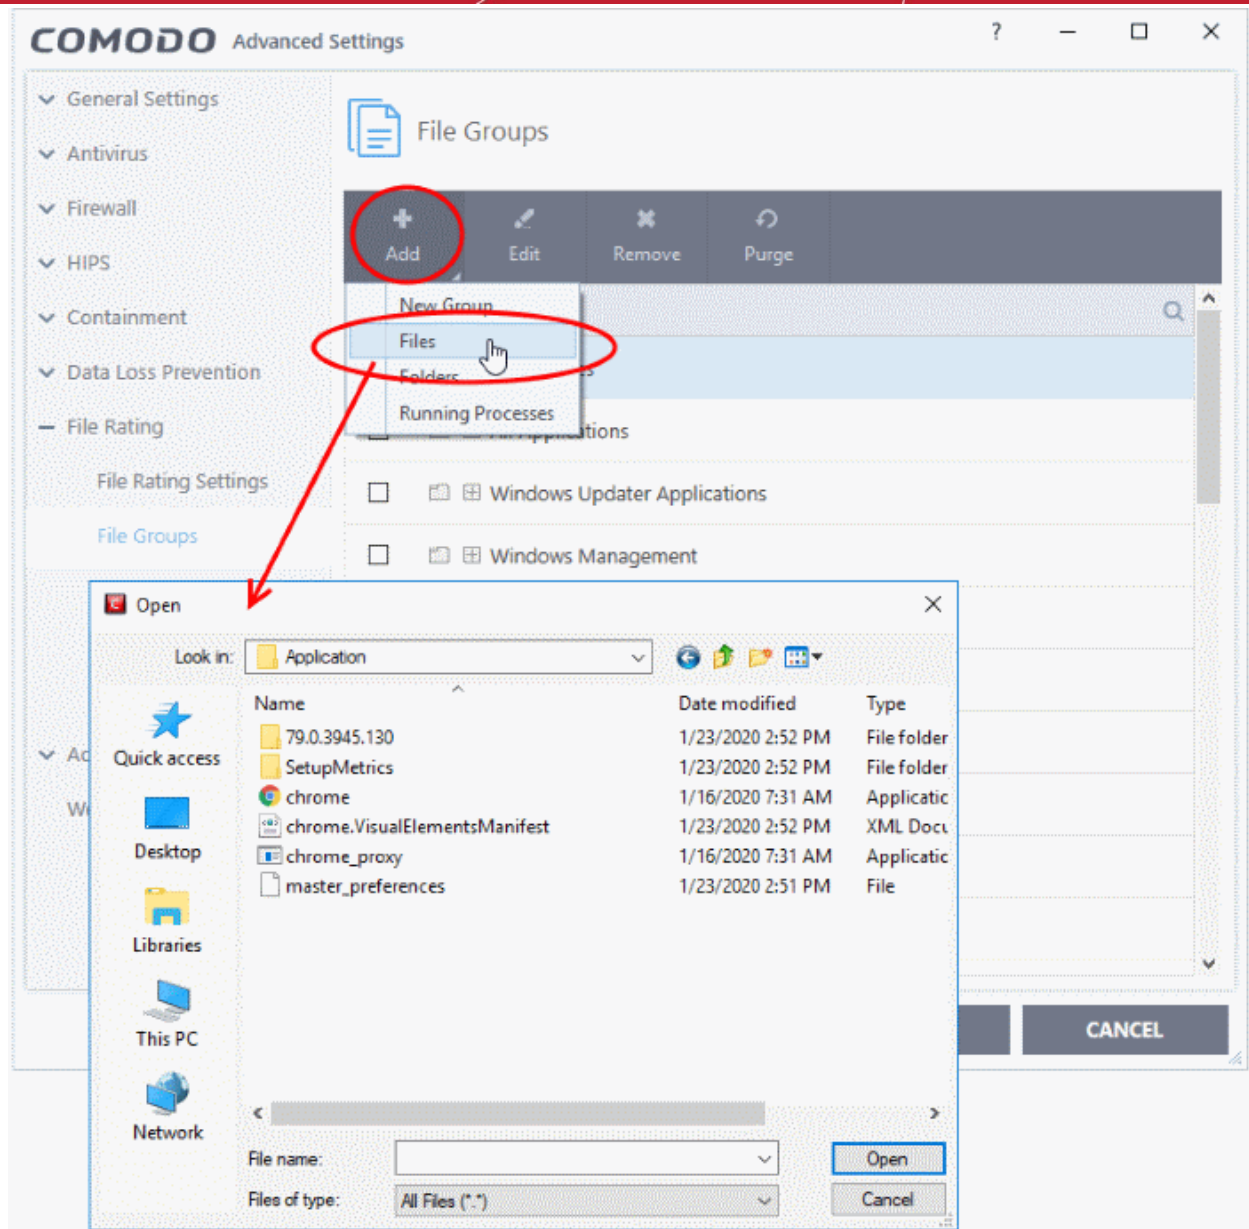 COMODO Advanced Settings ?
General Settings
File Groups
Antivirus
Firewall
Add Edit Remove Purge
HIPS
New Group
Containment
Files
Data Loss Prevention
Folders
Running Processes
File Rating
File Rating Settings
Windows Updater Applications
File Groups
Windows Management
Open
Look in: Application
Name Date modified Type
Quick access
79.0.3945.130 1/23/2020 2:52 PM File folder
SetupMetrics 1/23/2020 2:52 PM File folder
chrome 1/16/2020 7:31 AM Applicatic
chrome.VisualElementsManifest 1/23/2020 2:52 PM XML Docu
chrome_proxy 1/16/2020 7:31 AM Applicatic
master_preferences 1/23/2020 2:51 PM File
Desktop
Libraries
This PC
Network
CANCEL
File name: Open
Files of type: All Files (*.*) Cancel